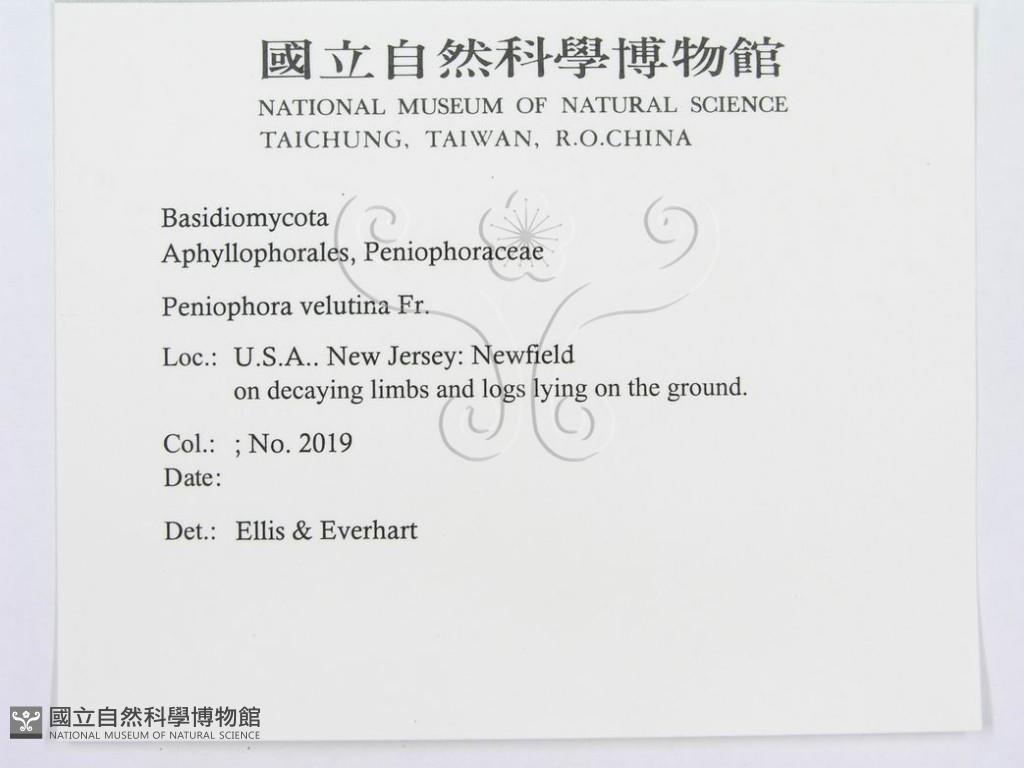 國立自然科學博物館
NATIONAL MUSEUM OF NATURAL SCIENCE
TAICHUNG, TAIWAN, R.O.CHINA
Basidiomycota
Aphyllophorales, Peniophoraceae
Peniophora velutina Fr.
Loc.: U.S.A.. New Jersey: Newfield
on decaying limbs and logs lying on the ground.
Col.: ; No. 2019
Date:
Det.: Ellis & Everhart
國立自然科學博物館
NATIONAL MUSEUM OF NATURAL SCIENCE